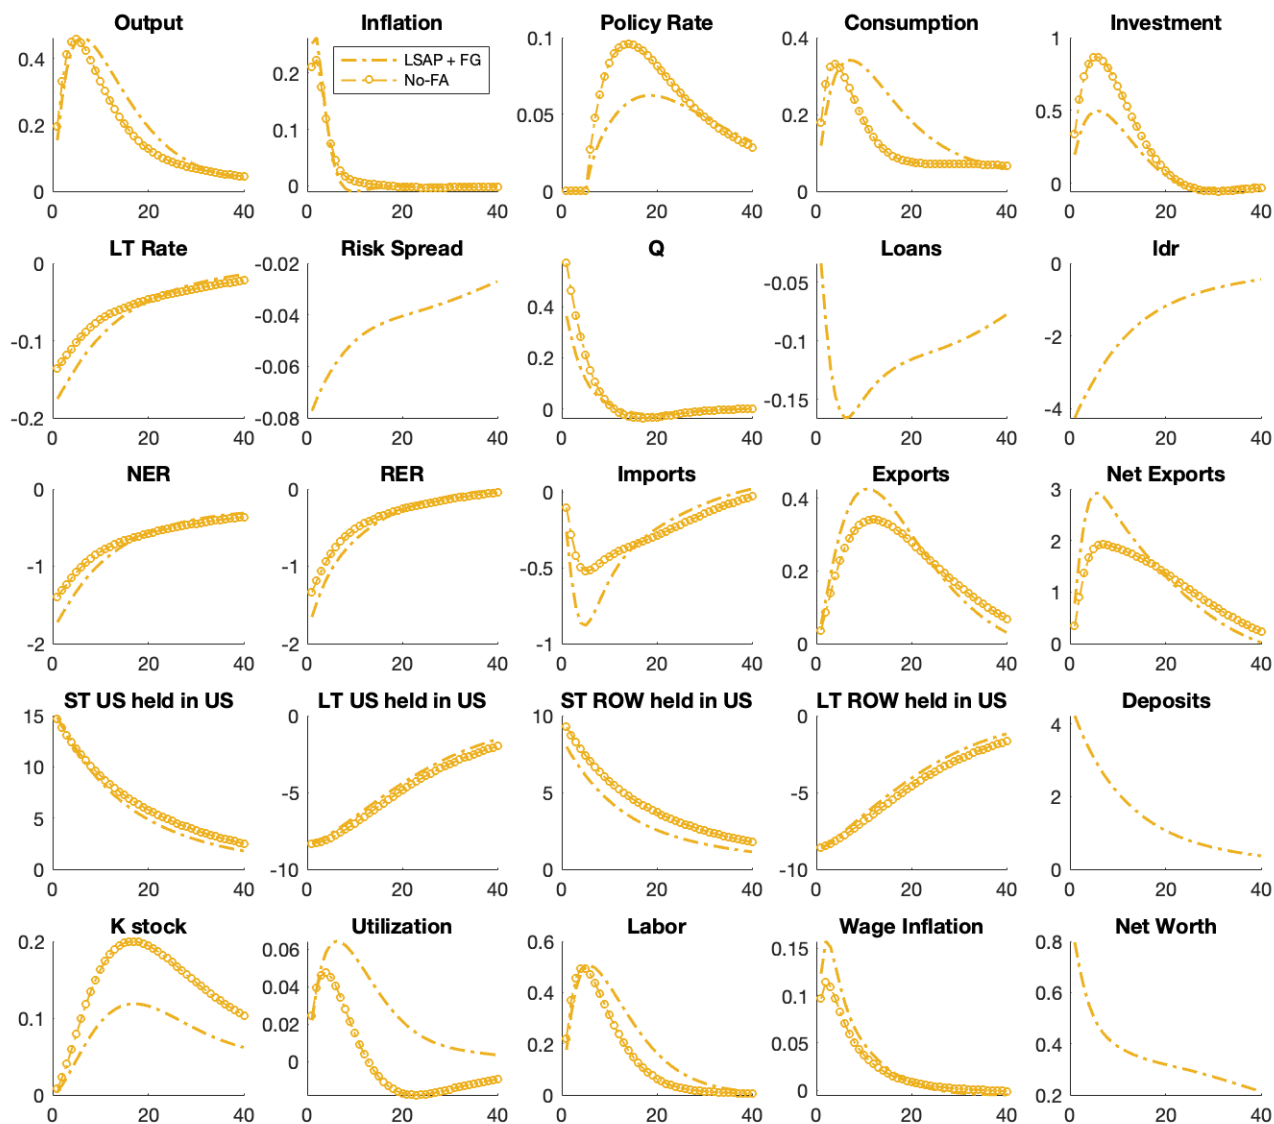 Output Inflation Policy Rate Consumption Investment
LSAP + FG
No-FA
0.4
0.2
0
0 20 40
0.2
0.1
0
0 20 40
0.1
0.05
0
0 20 40
0.4
0.2
0
0 20 40
1
0.5
0
0 20 40
LT Rate Risk Spread Q Loans ldr
0
-0.1
-0.2
0 20 40
-0.02
-0.04
-0.06
-0.08
0 20 40
0.4
0.2
0
0 20 40
-0.05
-0.1
-0.15
0 20 40
0
-2
-4
0 20 40
NER RER Imports Exports Net Exports
0
-1
-2
0 20 40
0
-1
-2
0 20 40
0
-0.5
-1
0 20 40
0.4
0.2
0
0 20 40
3
2
1
0
0 20 40
ST US held in US LT US held in US ST ROW held in US LT ROW held in US Deposits
15
10
5
0
0 20 40
0
-5
-10
0 20 40
10
5
0
0 20 40
0
-5
-10
0 20 40
4
2
0
0 20 40
K stock Utilization Labor Wage Inflation Net Worth
0.2
0.1
0
0 20 40
0.06
0.04
0.02
0
0 20 40
0.6
0.4
0.2
0
0 20 40
0.15
0.1
0.05
0
0 20 40
0.8
0.6
0.4
0.2
0 20 40